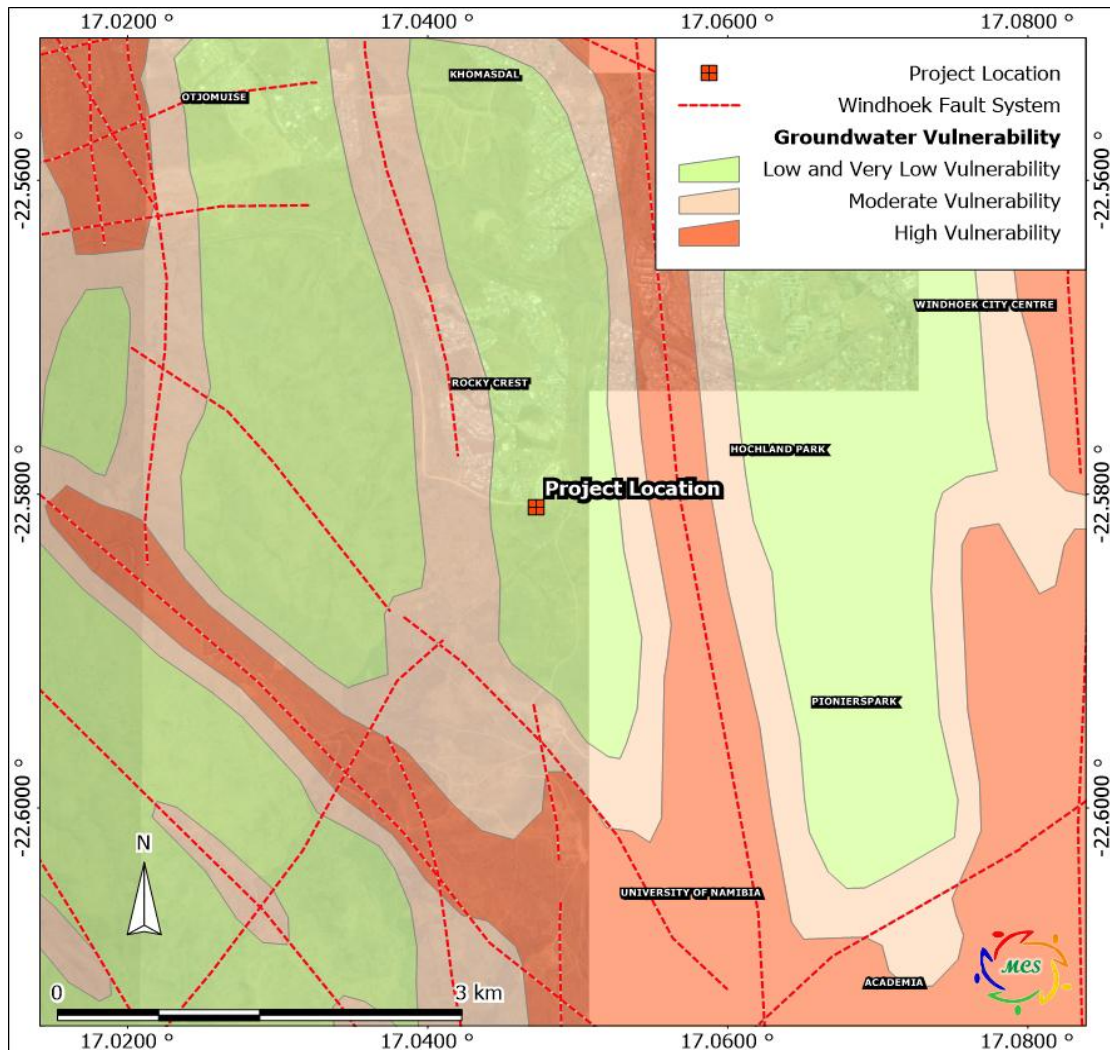 17.0200 ° 17.0400 ° 17.0600 ° 17.0800 °
Project Location
Windhoek Fault System
Groundwater Vulnerability
Low and Very Low Vulnerability
Moderate Vulnerability
High Vulnerability
KHOMASDAL
OTJOMUISE
-22.5600 ° -22.5600 °
WINDHOEK CITY CENTRE
ROCKY CREST
HOCHLAND PARK
-22.5800 ° -22.5800 °
Project Location
PIONIERSPARK
-22.6000 ° -22.6000 °
N
UNIVERSITY OF NAMIBIA
MCS
ACADEMIA
0 3 km
17.0200 ° 17.0400 ° 17.0600 ° 17.0800 °